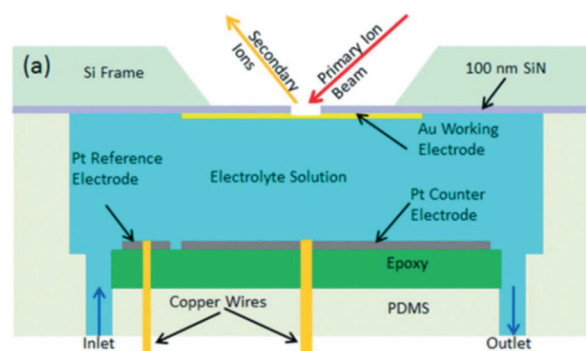 (a)
Si Frame
Secondary
Ions
Primary Ion
Beam
100 nm SiN
Au Working
Electrode
Pt Reference
Electrode
Electrolyte Solution
Pt Counter
Electrode
Epoxy
Copper Wires
PDMS
Inlet
Outlet